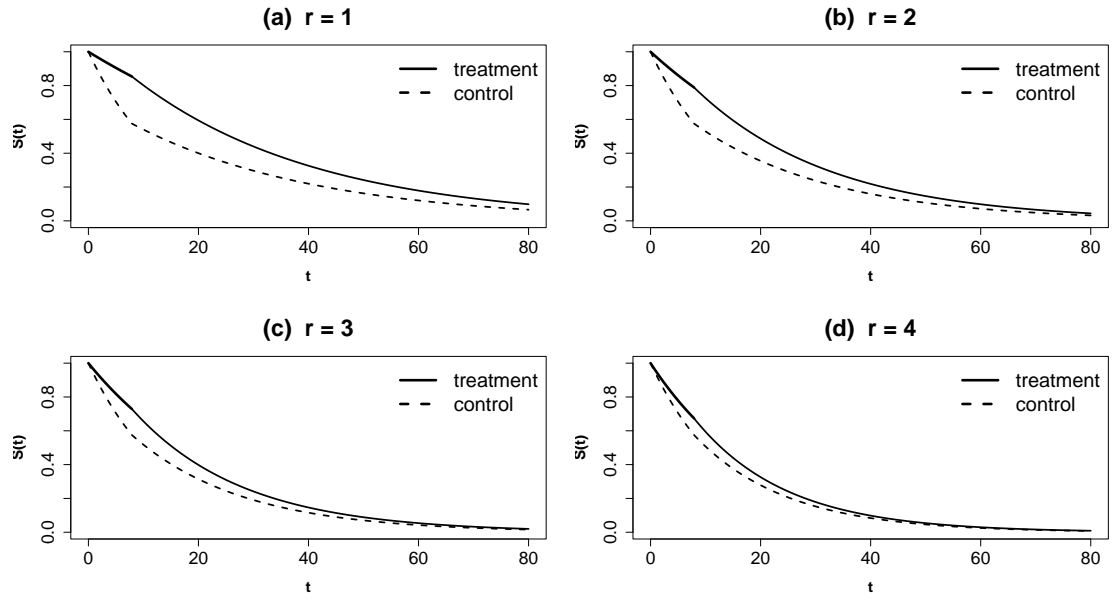 (a) r = 1
S(t)
0.0 0.4 0.8
treatment
control
0 20 40 60 80
t
(b) r = 2
S(t)
0.0 0.4 0.8
treatment
control
0 20 40 60 80
t
(c) r = 3
S(t)
0.0 0.4 0.8
treatment
control
0 20 40 60 80
t
(d) r = 4
S(t)
0.0 0.4 0.8
treatment
control
0 20 40 60 80
t